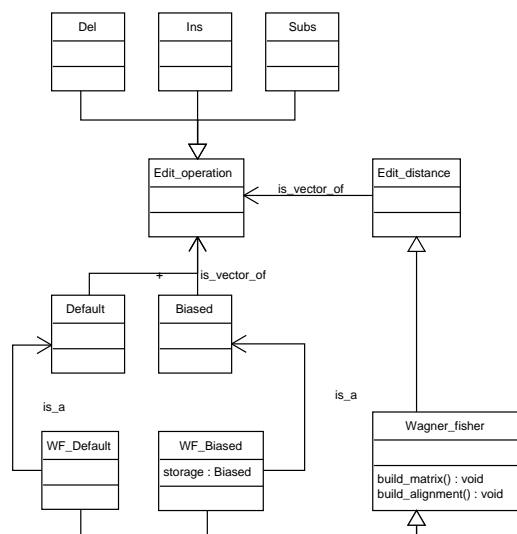 Del
Ins
Subs
Edit_operation
Edit_distance
is_vector_of
+
is_vector_of
Default
Biased
is_a
is_a
WF_Default
WF_Biased
storage : Biased
Wagner_fisher
build_matrix() : void
build_alignment() : void